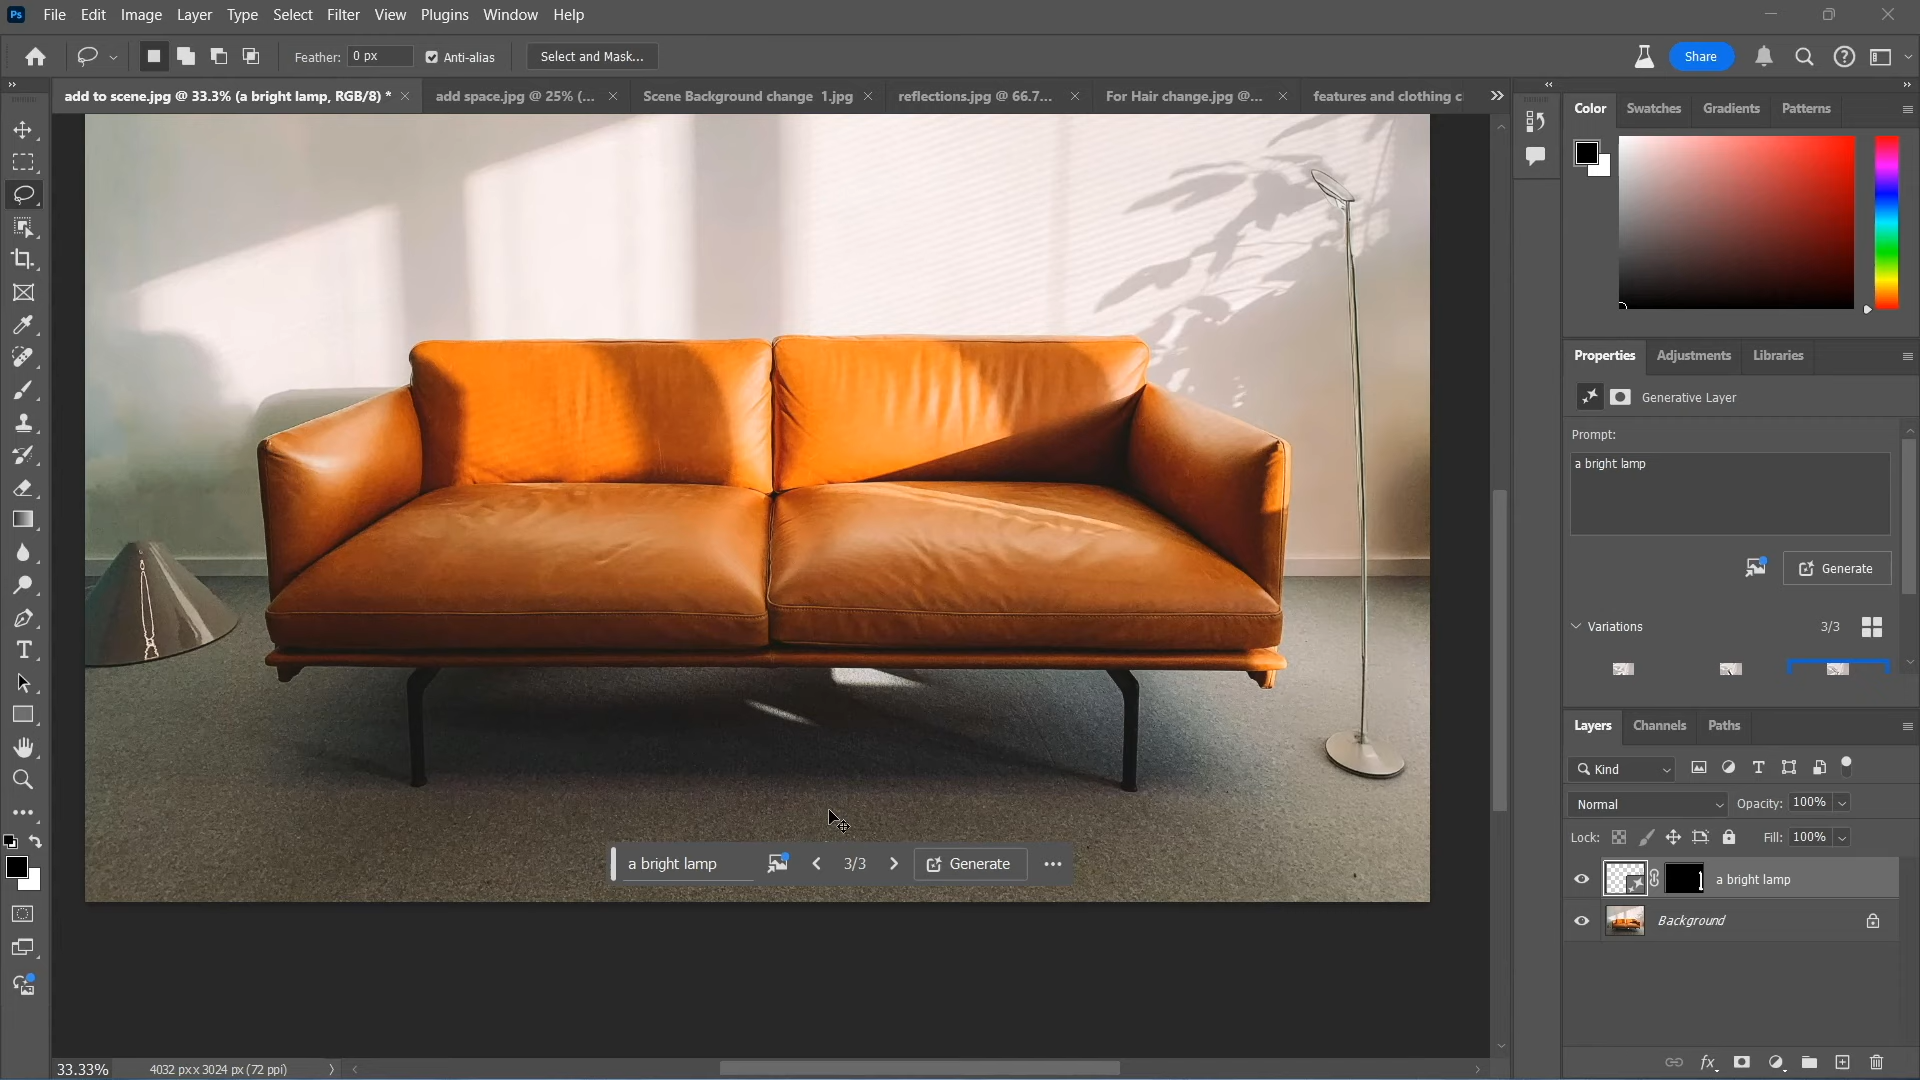 Ps File Edit Image Layer Type Select Filter View Plugins Window Help
Feather: 0 px Anti-alias Select and Mask... Share
add to scene.jpg @ 33.3% (a bright lamp, RGB/8) * add space.jpg @ 25% (... Scene Background change 1.jpg reflections.jpg @ 66.7... For Hair change.jpg @... features and clothing c
Color Swatches Gradients Patterns
Properties Adjustments Libraries
Generative Layer
Prompt:
a bright lamp
Generate
Variations 3/3
Layers Channels Paths
Kind
Normal Opacity: 100%
Lock: Fill: 100%
a bright lamp
Background
a bright lamp 3/3 Generate
33.33% 4032 px x 3024 px (72 ppi)
fx